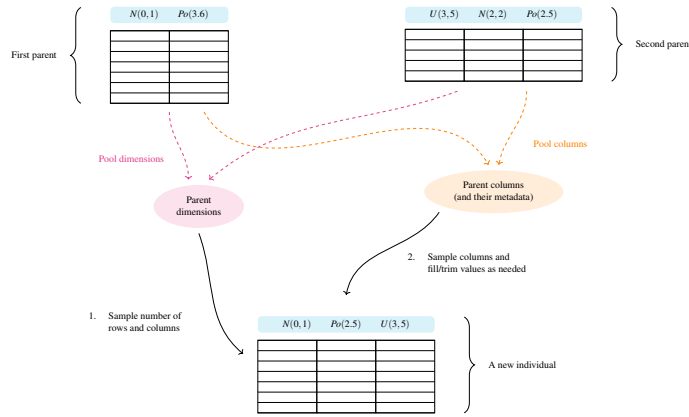 N(0,1) Po(3.6)
U(3,5) N(2,2) Po(2.5)
First parent
Second paren
Pool dimensions
Pool columns
Parent
dimensions
Parent columns
(and their metadata)
2. Sample columns and
fill/trim values as needed
1. Sample number of
rows and columns
N(0,1) Po(2.5) U(3,5)
A new individual